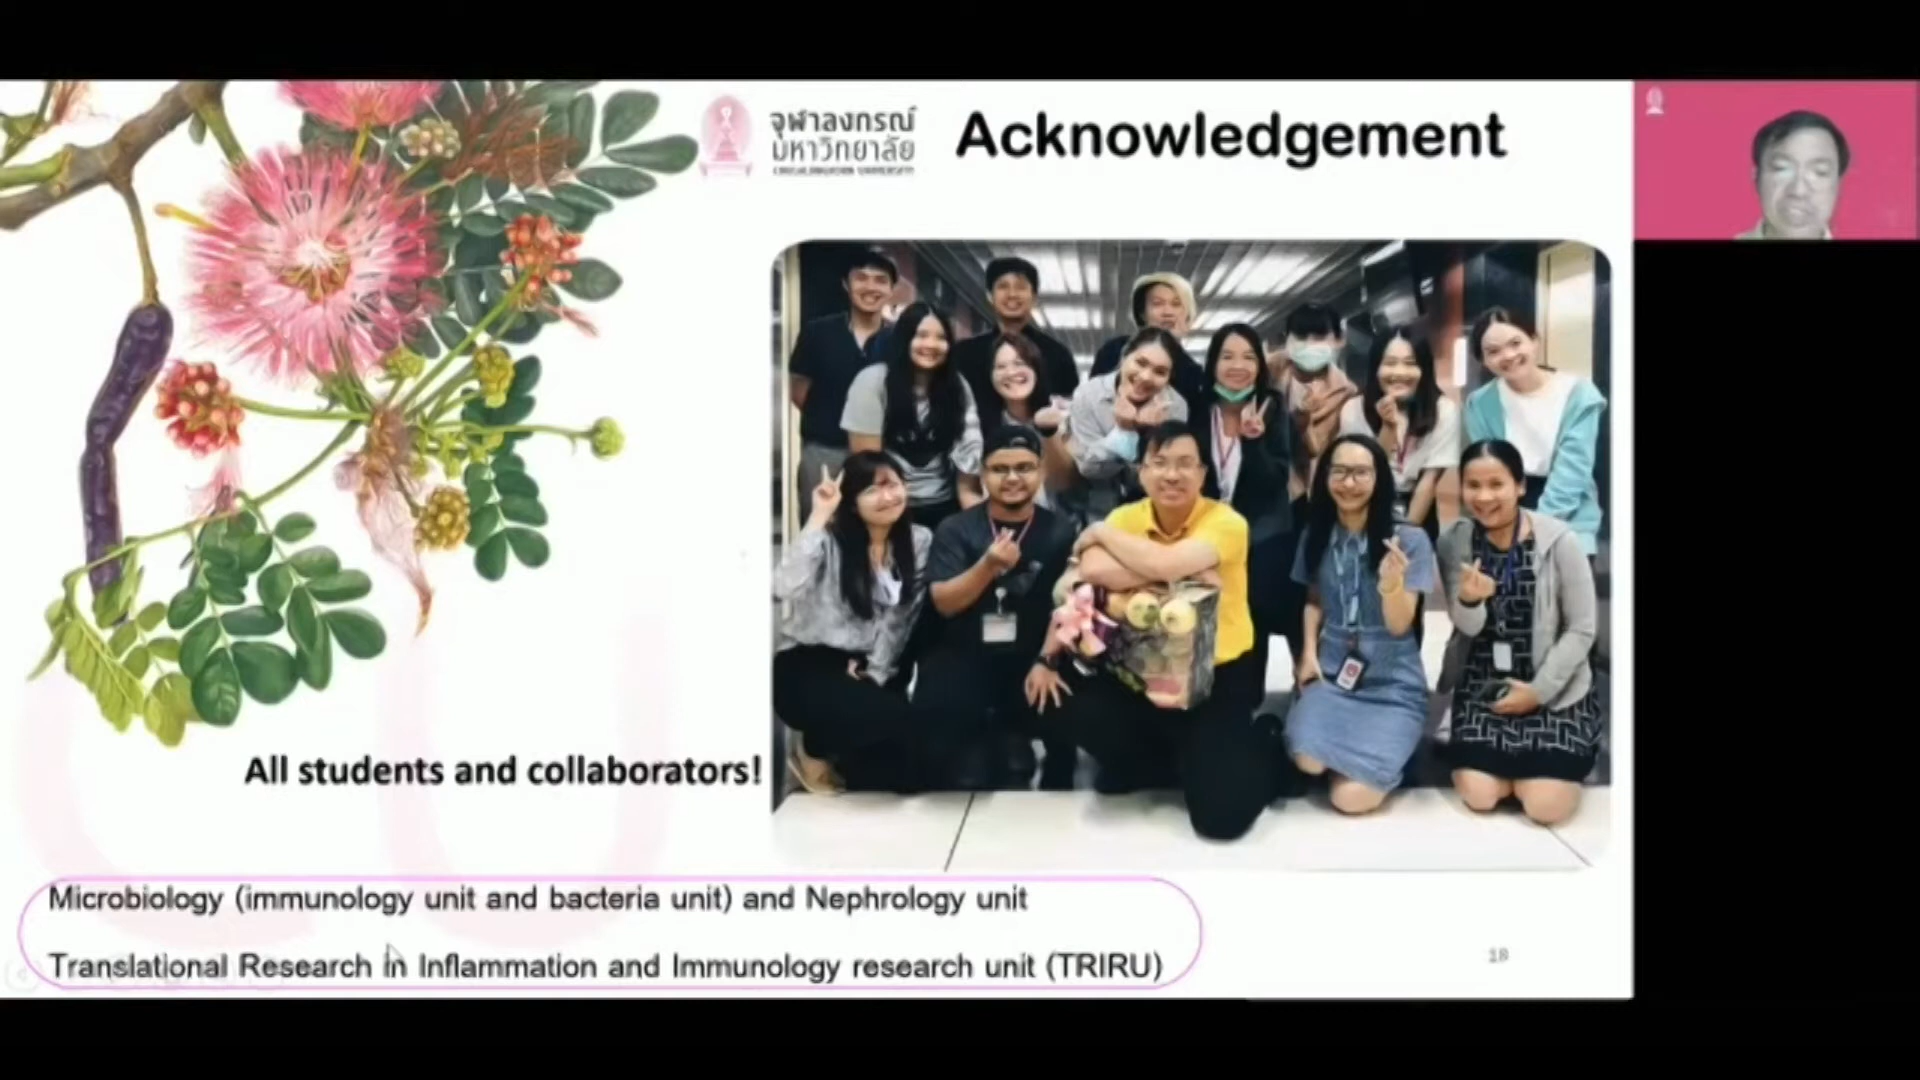 จุฬาลงกรณ์
มหาวิทยาลัย
CHULALONGKORN UNIVERSITY
Acknowledgement
All students and collaborators!
Microbiology (immunology unit and bacteria unit) and Nephrology unit
Translational Research in Inflammation and Immunology research unit (TRIRU)
18